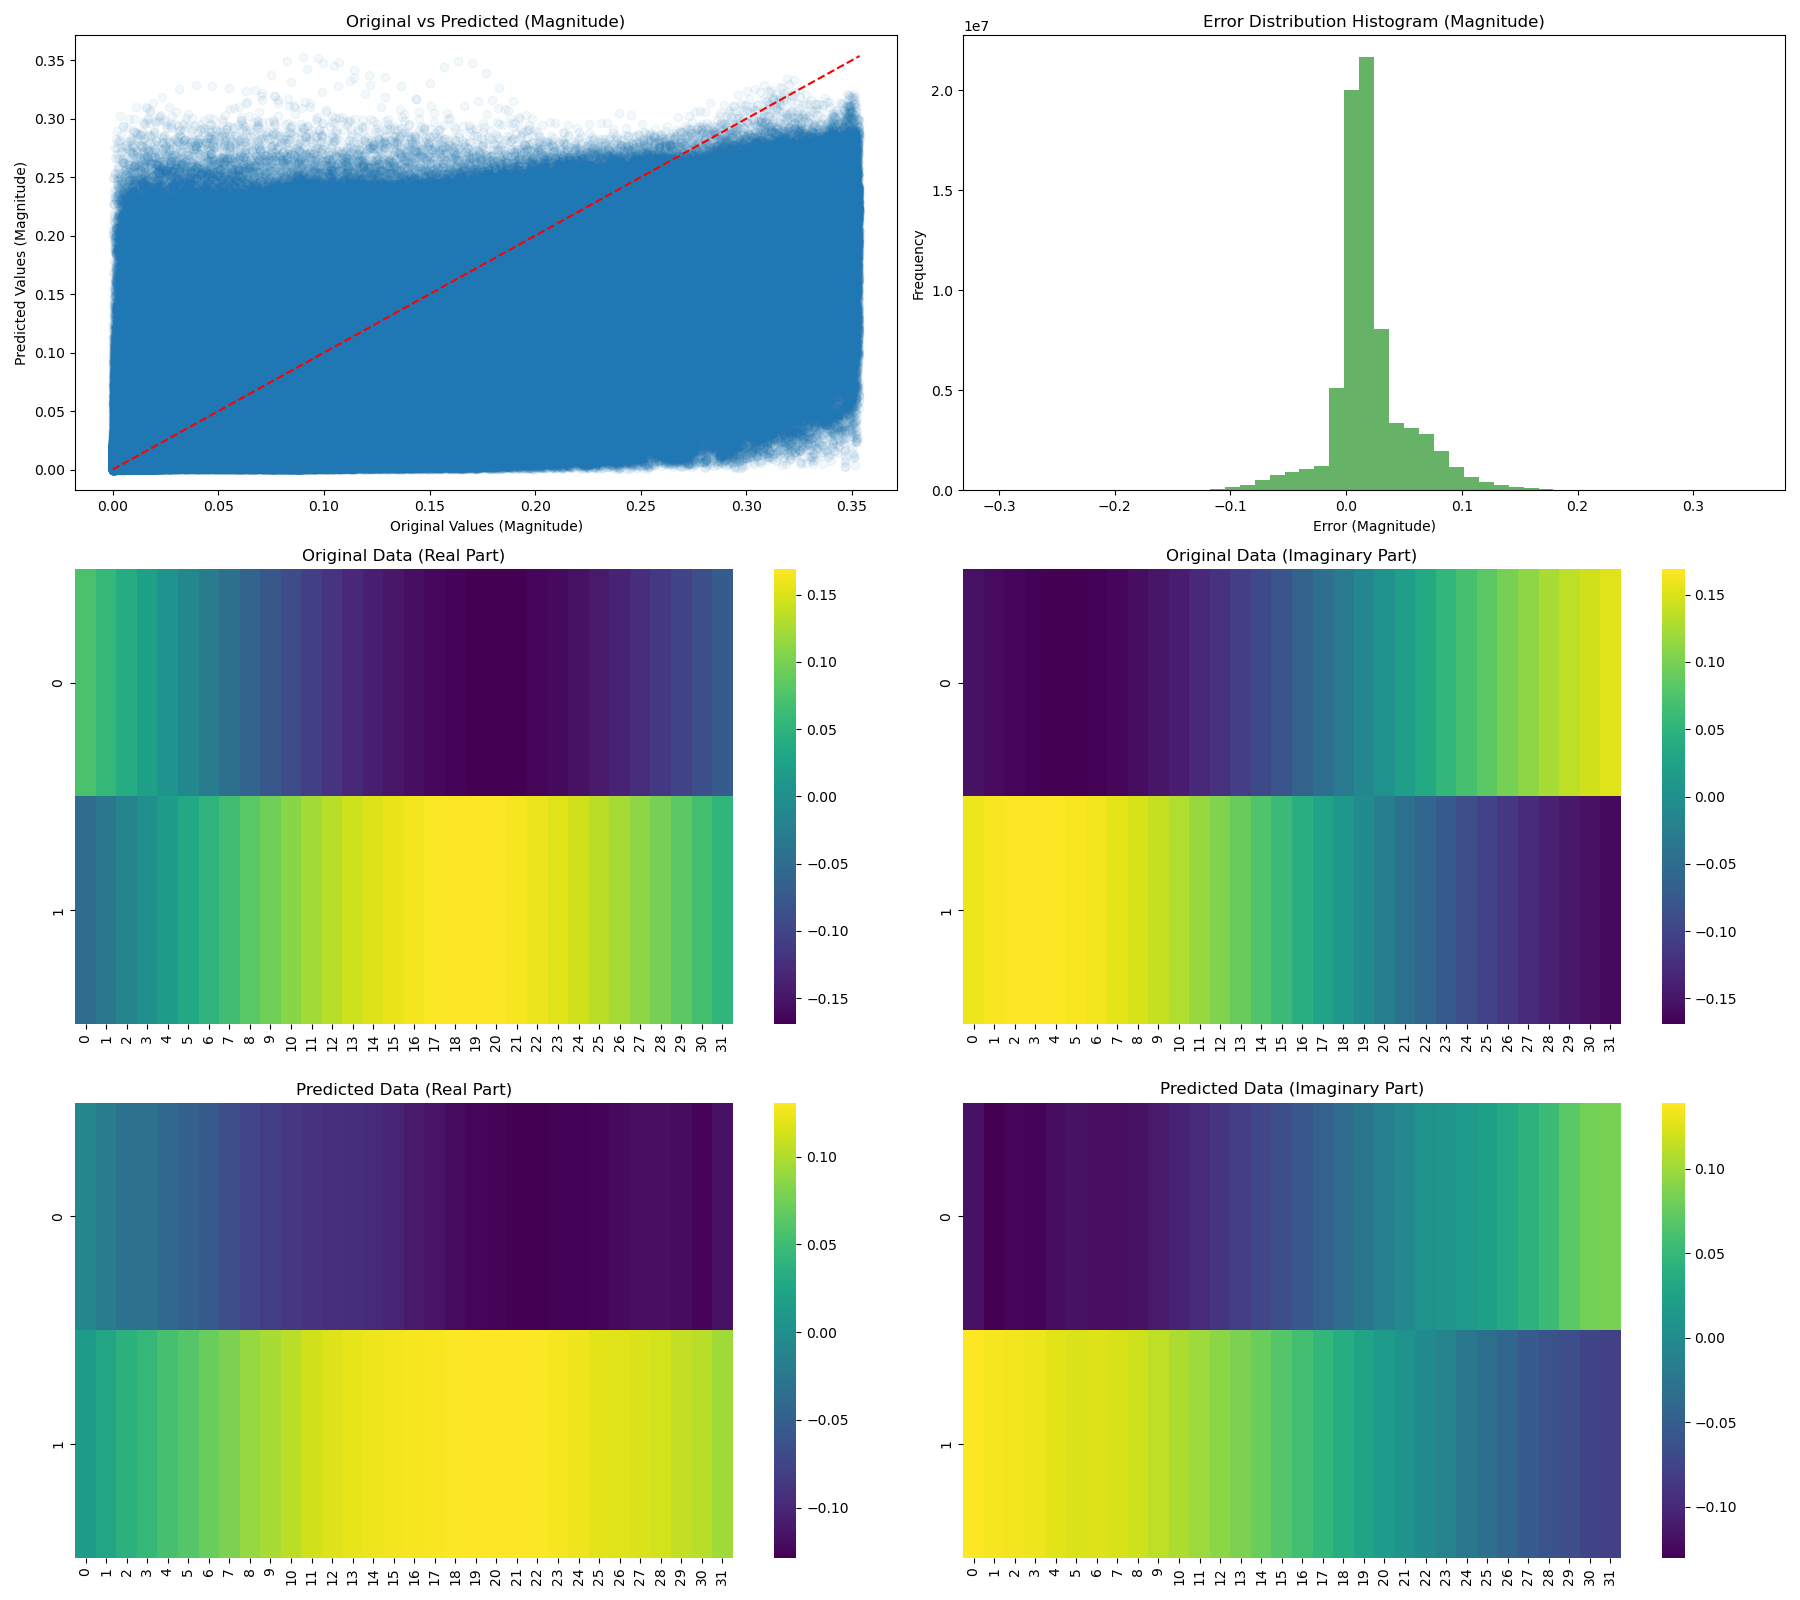 Original vs Predicted (Magnitude)
0.35
0.30
0.25
0.20
0.15
0.10
0.05
0.00
Predicted Values (Magnitude)
0.00 0.05 0.10 0.15 0.20 0.25 0.30 0.35
Original Values (Magnitude)
Error Distribution Histogram (Magnitude)
1e7
2.0
1.5
1.0
0.5
0.0
Frequency
−0.3 −0.2 −0.1 0.0 0.1 0.2 0.3
Error (Magnitude)
Original Data (Real Part)
0
1
0 1 2 3 4 5 6 7 8 9 10 11 12 13 14 15 16 17 18 19 20 21 22 23 24 25 26 27 28 29 30 31
0.15
0.10
0.05
0.00
−0.05
−0.10
−0.15
Original Data (Imaginary Part)
0
1
0 1 2 3 4 5 6 7 8 9 10 11 12 13 14 15 16 17 18 19 20 21 22 23 24 25 26 27 28 29 30 31
0.15
0.10
0.05
0.00
−0.05
−0.10
−0.15
Predicted Data (Real Part)
0
1
0 1 2 3 4 5 6 7 8 9 10 11 12 13 14 15 16 17 18 19 20 21 22 23 24 25 26 27 28 29 30 31
0.10
0.05
0.00
−0.05
−0.10
Predicted Data (Imaginary Part)
0
1
0 1 2 3 4 5 6 7 8 9 10 11 12 13 14 15 16 17 18 19 20 21 22 23 24 25 26 27 28 29 30 31
0.10
0.05
0.00
−0.05
−0.10